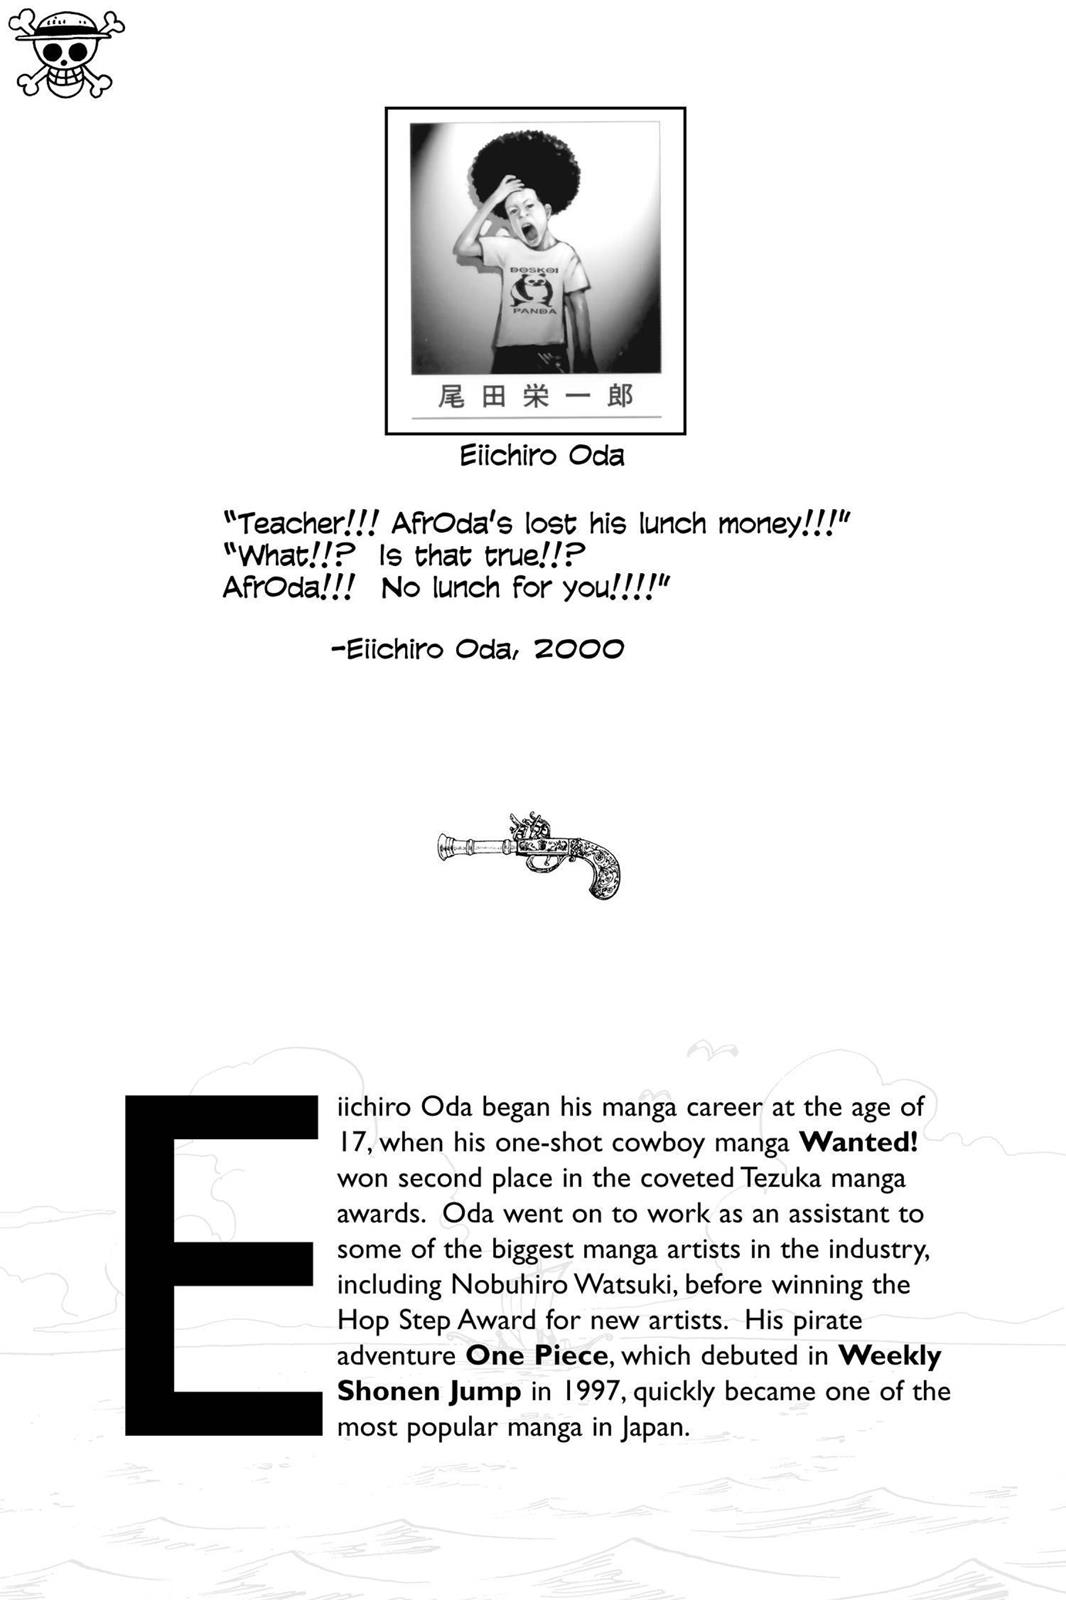 DOSKOI
PANDA
尾田栄一郎
Eiichiro Oda
"Teacher!!! AfrOda's lost his lunch money!!!"
"What!!? Is that true!!?
AfrOda!!! No lunch for you!!!!"
-Eiichiro Oda, 2000
Eiichiro Oda began his manga career at the age of
17, when his one-shot cowboy manga Wanted!
won second place in the coveted Tezuka manga
awards. Oda went on to work as an assistant to
some of the biggest manga artists in the industry,
including Nobuhiro Watsuki, before winning the
Hop Step Award for new artists. His pirate
adventure One Piece, which debuted in Weekly
Shonen Jump in 1997, quickly became one of the
most popular manga in Japan.